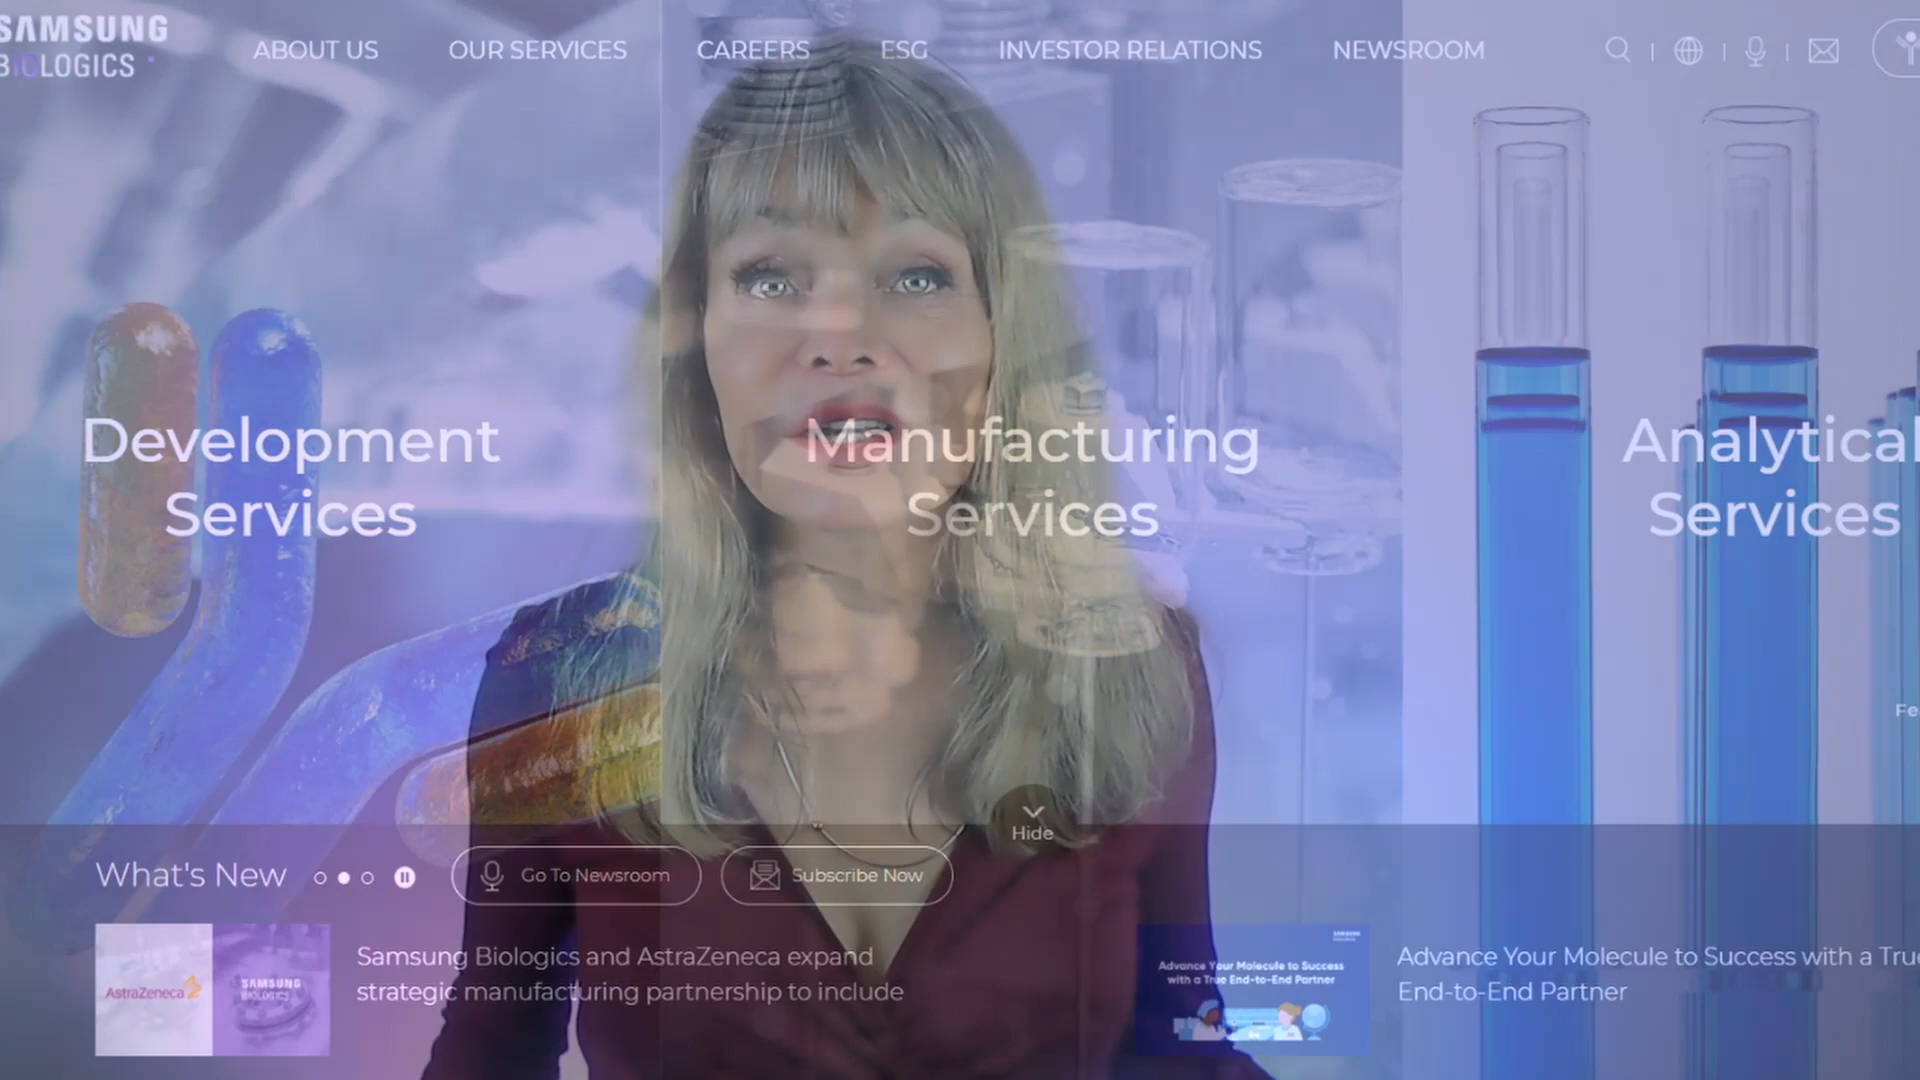 SAMSUNG
BIOLOGICS
ABOUT US
OUR SERVICES
CAREERS
ESG
INVESTOR RELATIONS
NEWSROOM
Development
Services
Manufacturing
Services
Analytical
Services
Fe
Hide
What's New
Go To Newsroom
Subscribe Now
AstraZeneca
SAMSUNG
BIOLOGICS
Samsung Biologics and AstraZeneca expand
strategic manufacturing partnership to include
SAMSUNG
Advance Your Molecule to Success
with a True End-to-End Partner
Advance Your Molecule to Success with a True
End-to-End Partner